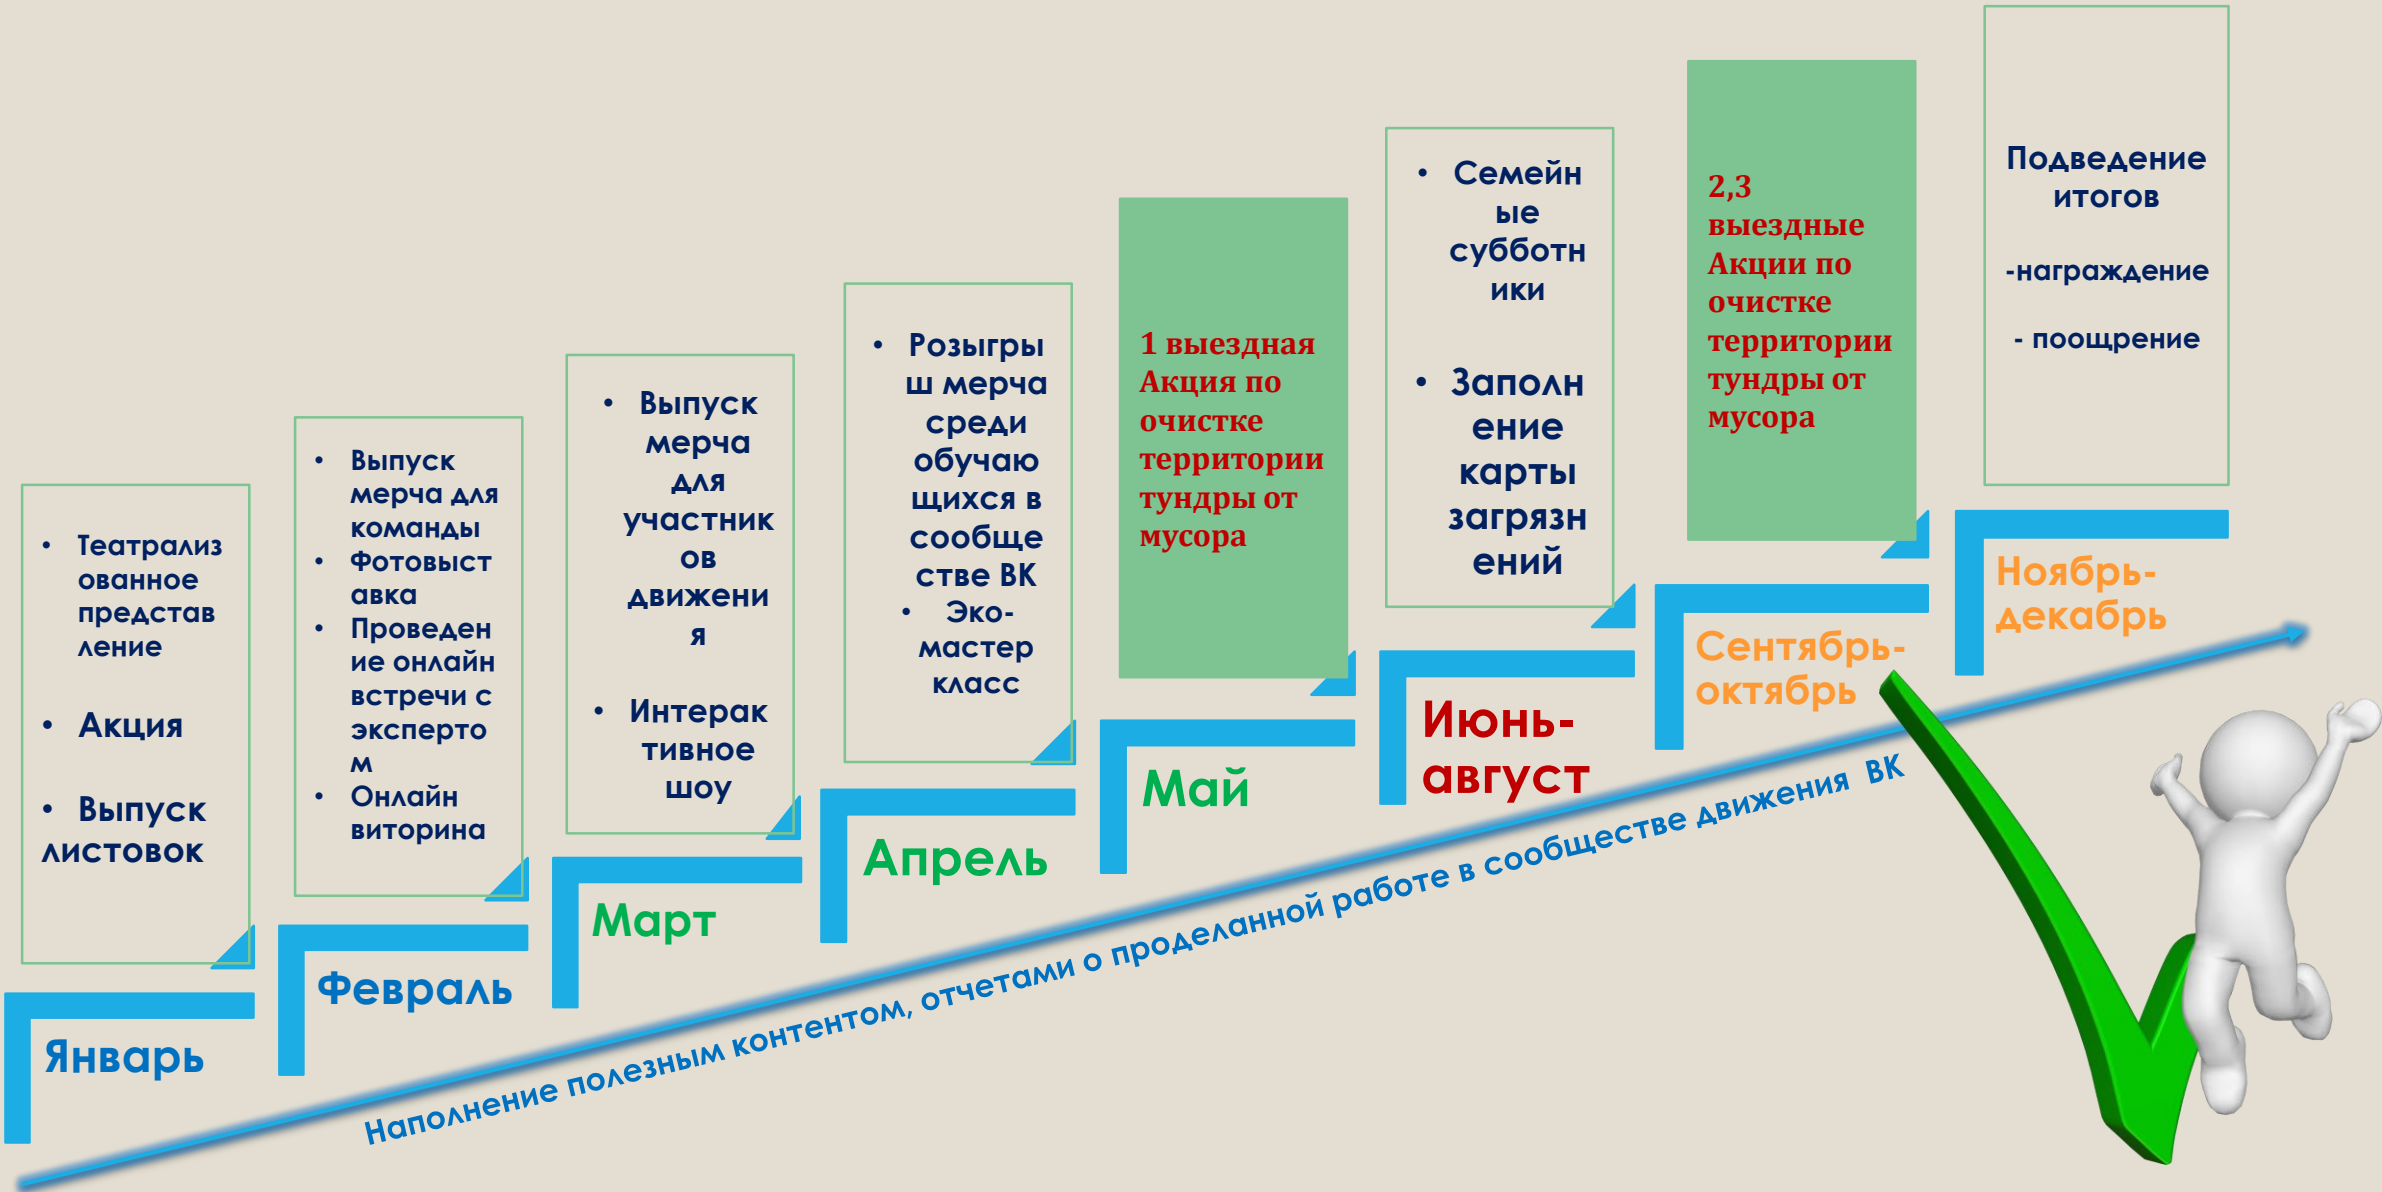 • Театрализ
ованное
представ
ление
• Акция
• Выпуск
листовок
Январь
• Выпуск
мерча для
команды
• Фотовыст
авка
• Проведен
ие онлайн
встречи с
эксперто
м
• Онлайн
виторина
Февраль
• Выпуск
мерча
для
участник
ов
движени
я
• Интерак
тивное
шоу
Март
• Розыгры
ш мерча
среди
обучаю
щихся в
сообще
стве ВК
• Эко-
мастер
класс
Апрель
1 выездная
Акция по
очистке
территории
тундры от
мусора
Май
• Семейн
ые
субботн
ики
• Заполн
ение
карты
загрязн
ений
Июнь-
август
2,3
выездные
Акции по
очистке
территории
тундры от
мусора
Сентябрь-
октябрь
Подведение
итогов
-награждение
- поощрение
Ноябрь-
декабрь
Наполнение полезным контентом, отчетами о проделанной работе в сообществе движения ВК